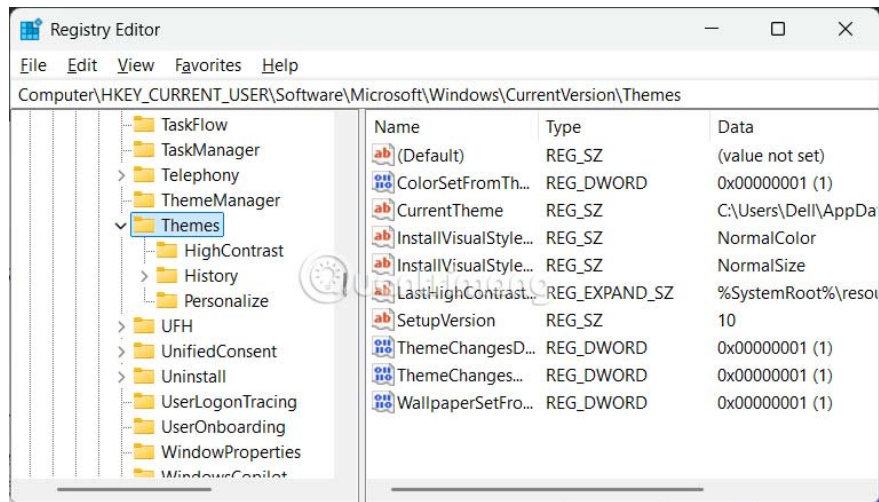 Registry Editor
File Edit View Favorites Help
Computer\HKEY_CURRENT_USER\Software\Microsoft\Windows\CurrentVersion\Themes
TaskFlow
TaskManager
Telephony
ThemeManager
Themes
HighContrast
History
Personalize
UFH
UnifiedConsent
Uninstall
UserLogonTracing
UserOnboarding
WindowProperties
WindowsCopilot
Name Type Data
(Default) REG_SZ (value not set)
ColorSetFromTh... REG_DWORD 0x00000001 (1)
CurrentTheme REG_SZ C:\Users\Dell\AppDa
InstallVisualStyle... REG_SZ NormalColor
InstallVisualStyle... REG_SZ NormalSize
LastHighContrast... REG_EXPAND_SZ %SystemRoot%\resou
SetupVersion REG_SZ 10
ThemeChangesD... REG_DWORD 0x00000001 (1)
ThemeChanges... REG_DWORD 0x00000001 (1)
WallpaperSetFro... REG_DWORD 0x00000001 (1)